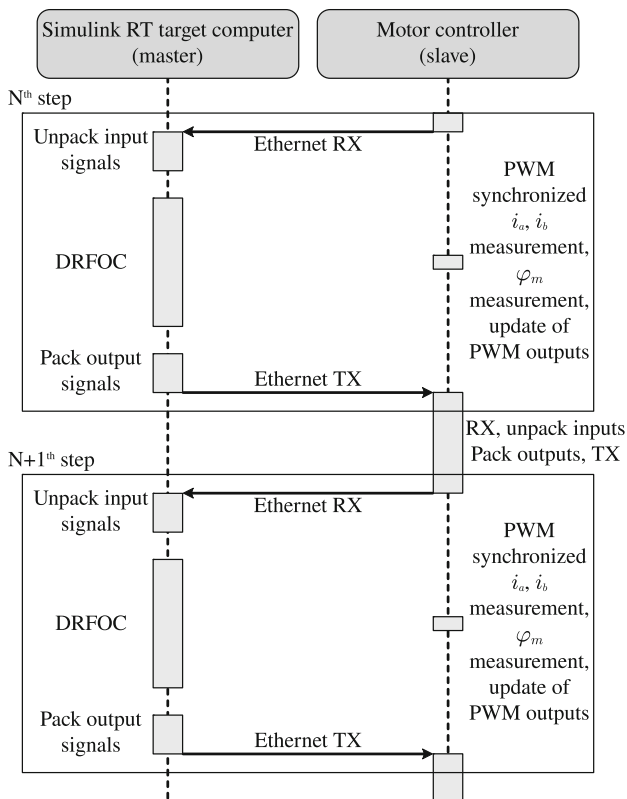 Simulink RT target computer
(master)
Motor controller
(slave)
Nᵗʰ step
Unpack input
signals
Ethernet RX
DRFOC
PWM
synchronized
iₐ, i_b
measurement,
φₘ
measurement,
update of
PWM outputs
Pack output
signals
Ethernet TX
RX, unpack inputs
Pack outputs, TX
N+1ᵗʰ step
Unpack input
signals
Ethernet RX
DRFOC
PWM
synchronized
iₐ, i_b
measurement,
φₘ
measurement,
update of
PWM outputs
Pack output
signals
Ethernet TX